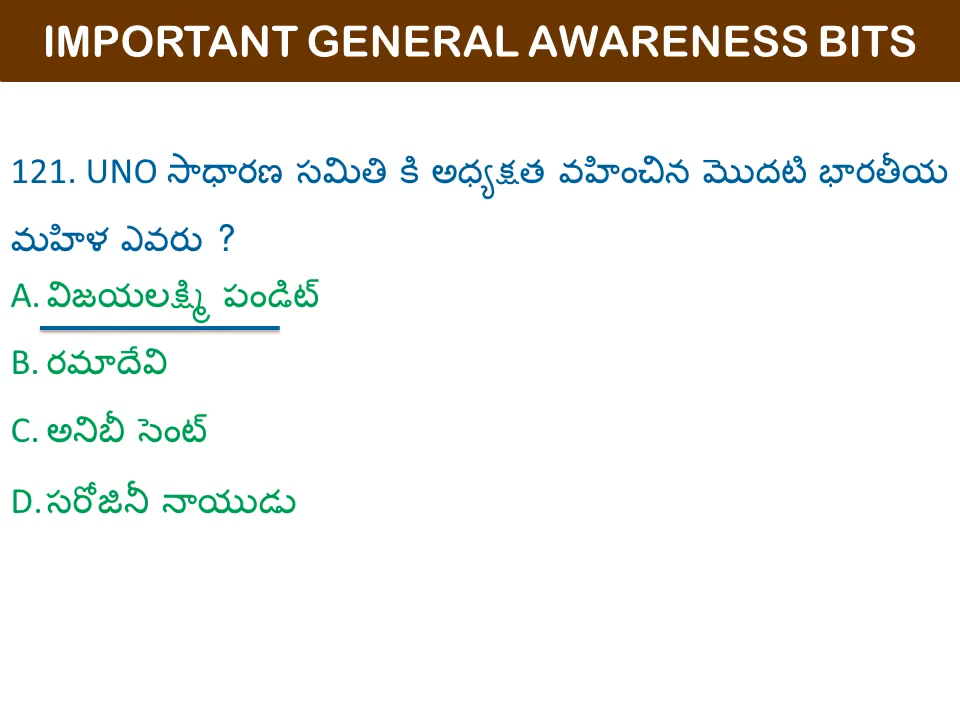 IMPORTANT GENERAL AWARENESS BITS
121. UNO సాధారణ సమితి కి అధ్యక్షత వహించిన మొదటి భారతీయ
మహిళ ఎవరు ?
A. విజయలక్ష్మి పండిట్
B. రమాదేవి
C. అనిబీ సెంట్
D. సరోజినీ నాయుడు